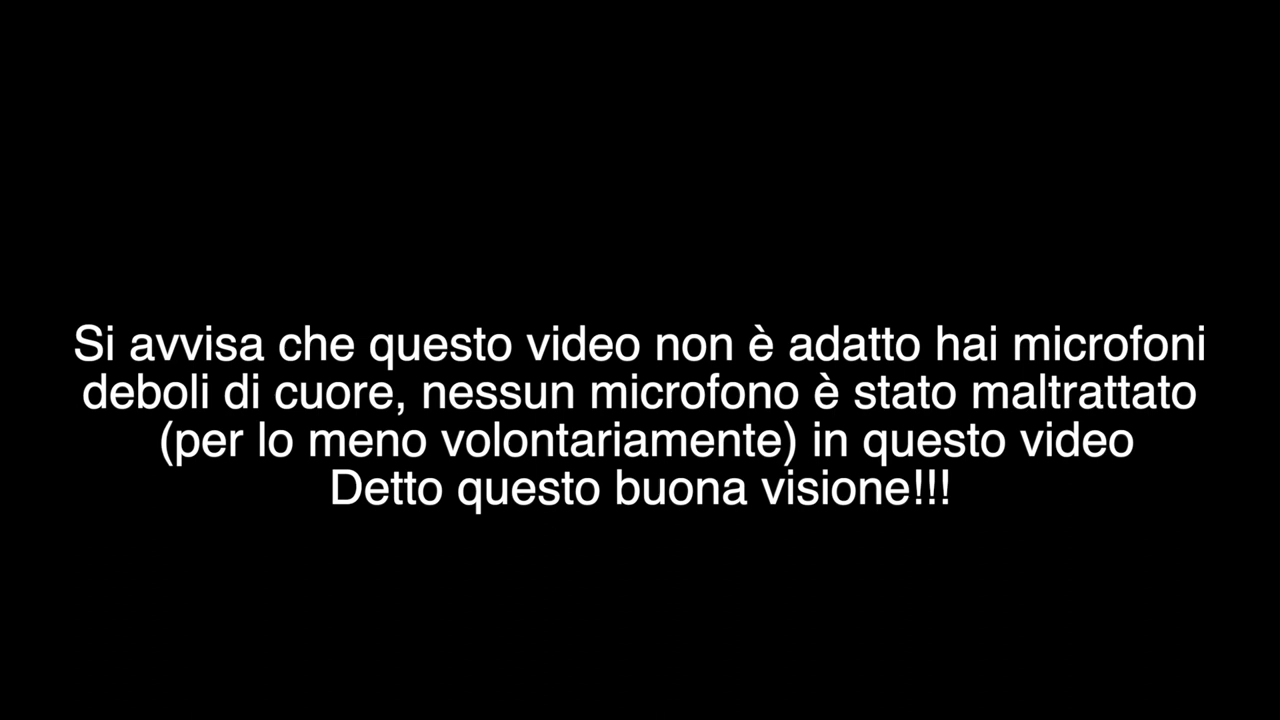 Si avvisa che questo video non è adatto hai microfoni
deboli di cuore, nessun microfono è stato maltrattato
(per lo meno volontariamente) in questo video
Detto questo buona visione!!!